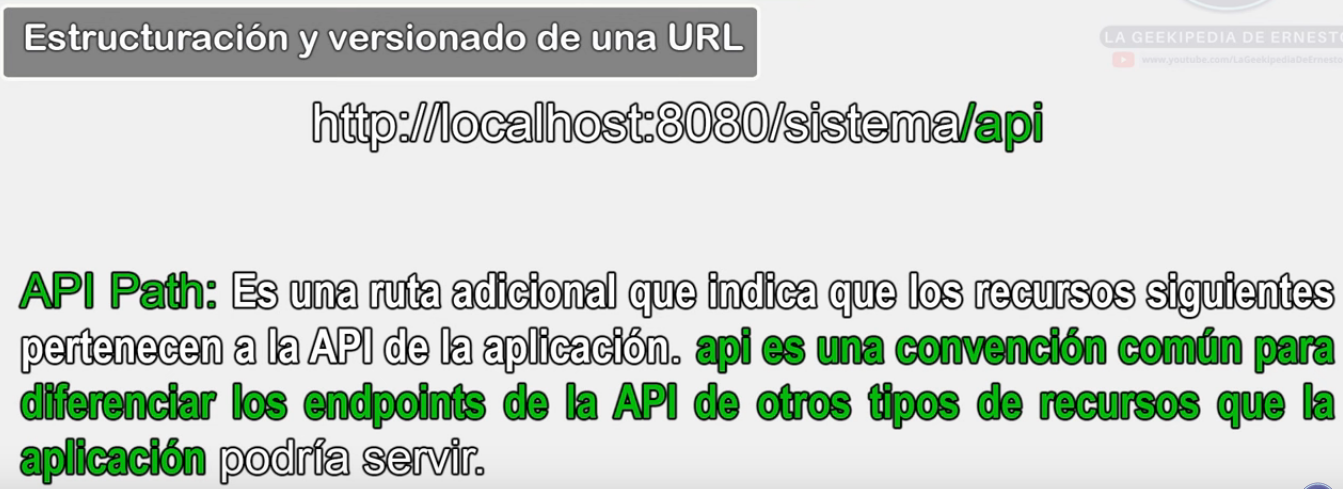 Estructuración y versionado de una URL
LA GEEKIPEDIA DE ERNESTO
www.youtube.com/LaGeekipediaDeErnesto
http://localhost:8080/sistema/api
API Path: Es una ruta adicional que indica que los recursos siguientes
pertenecen a la API de la aplicación. api es una convención común para
diferenciar los endpoints de la API de otros tipos de recursos que la
aplicación podría servir.